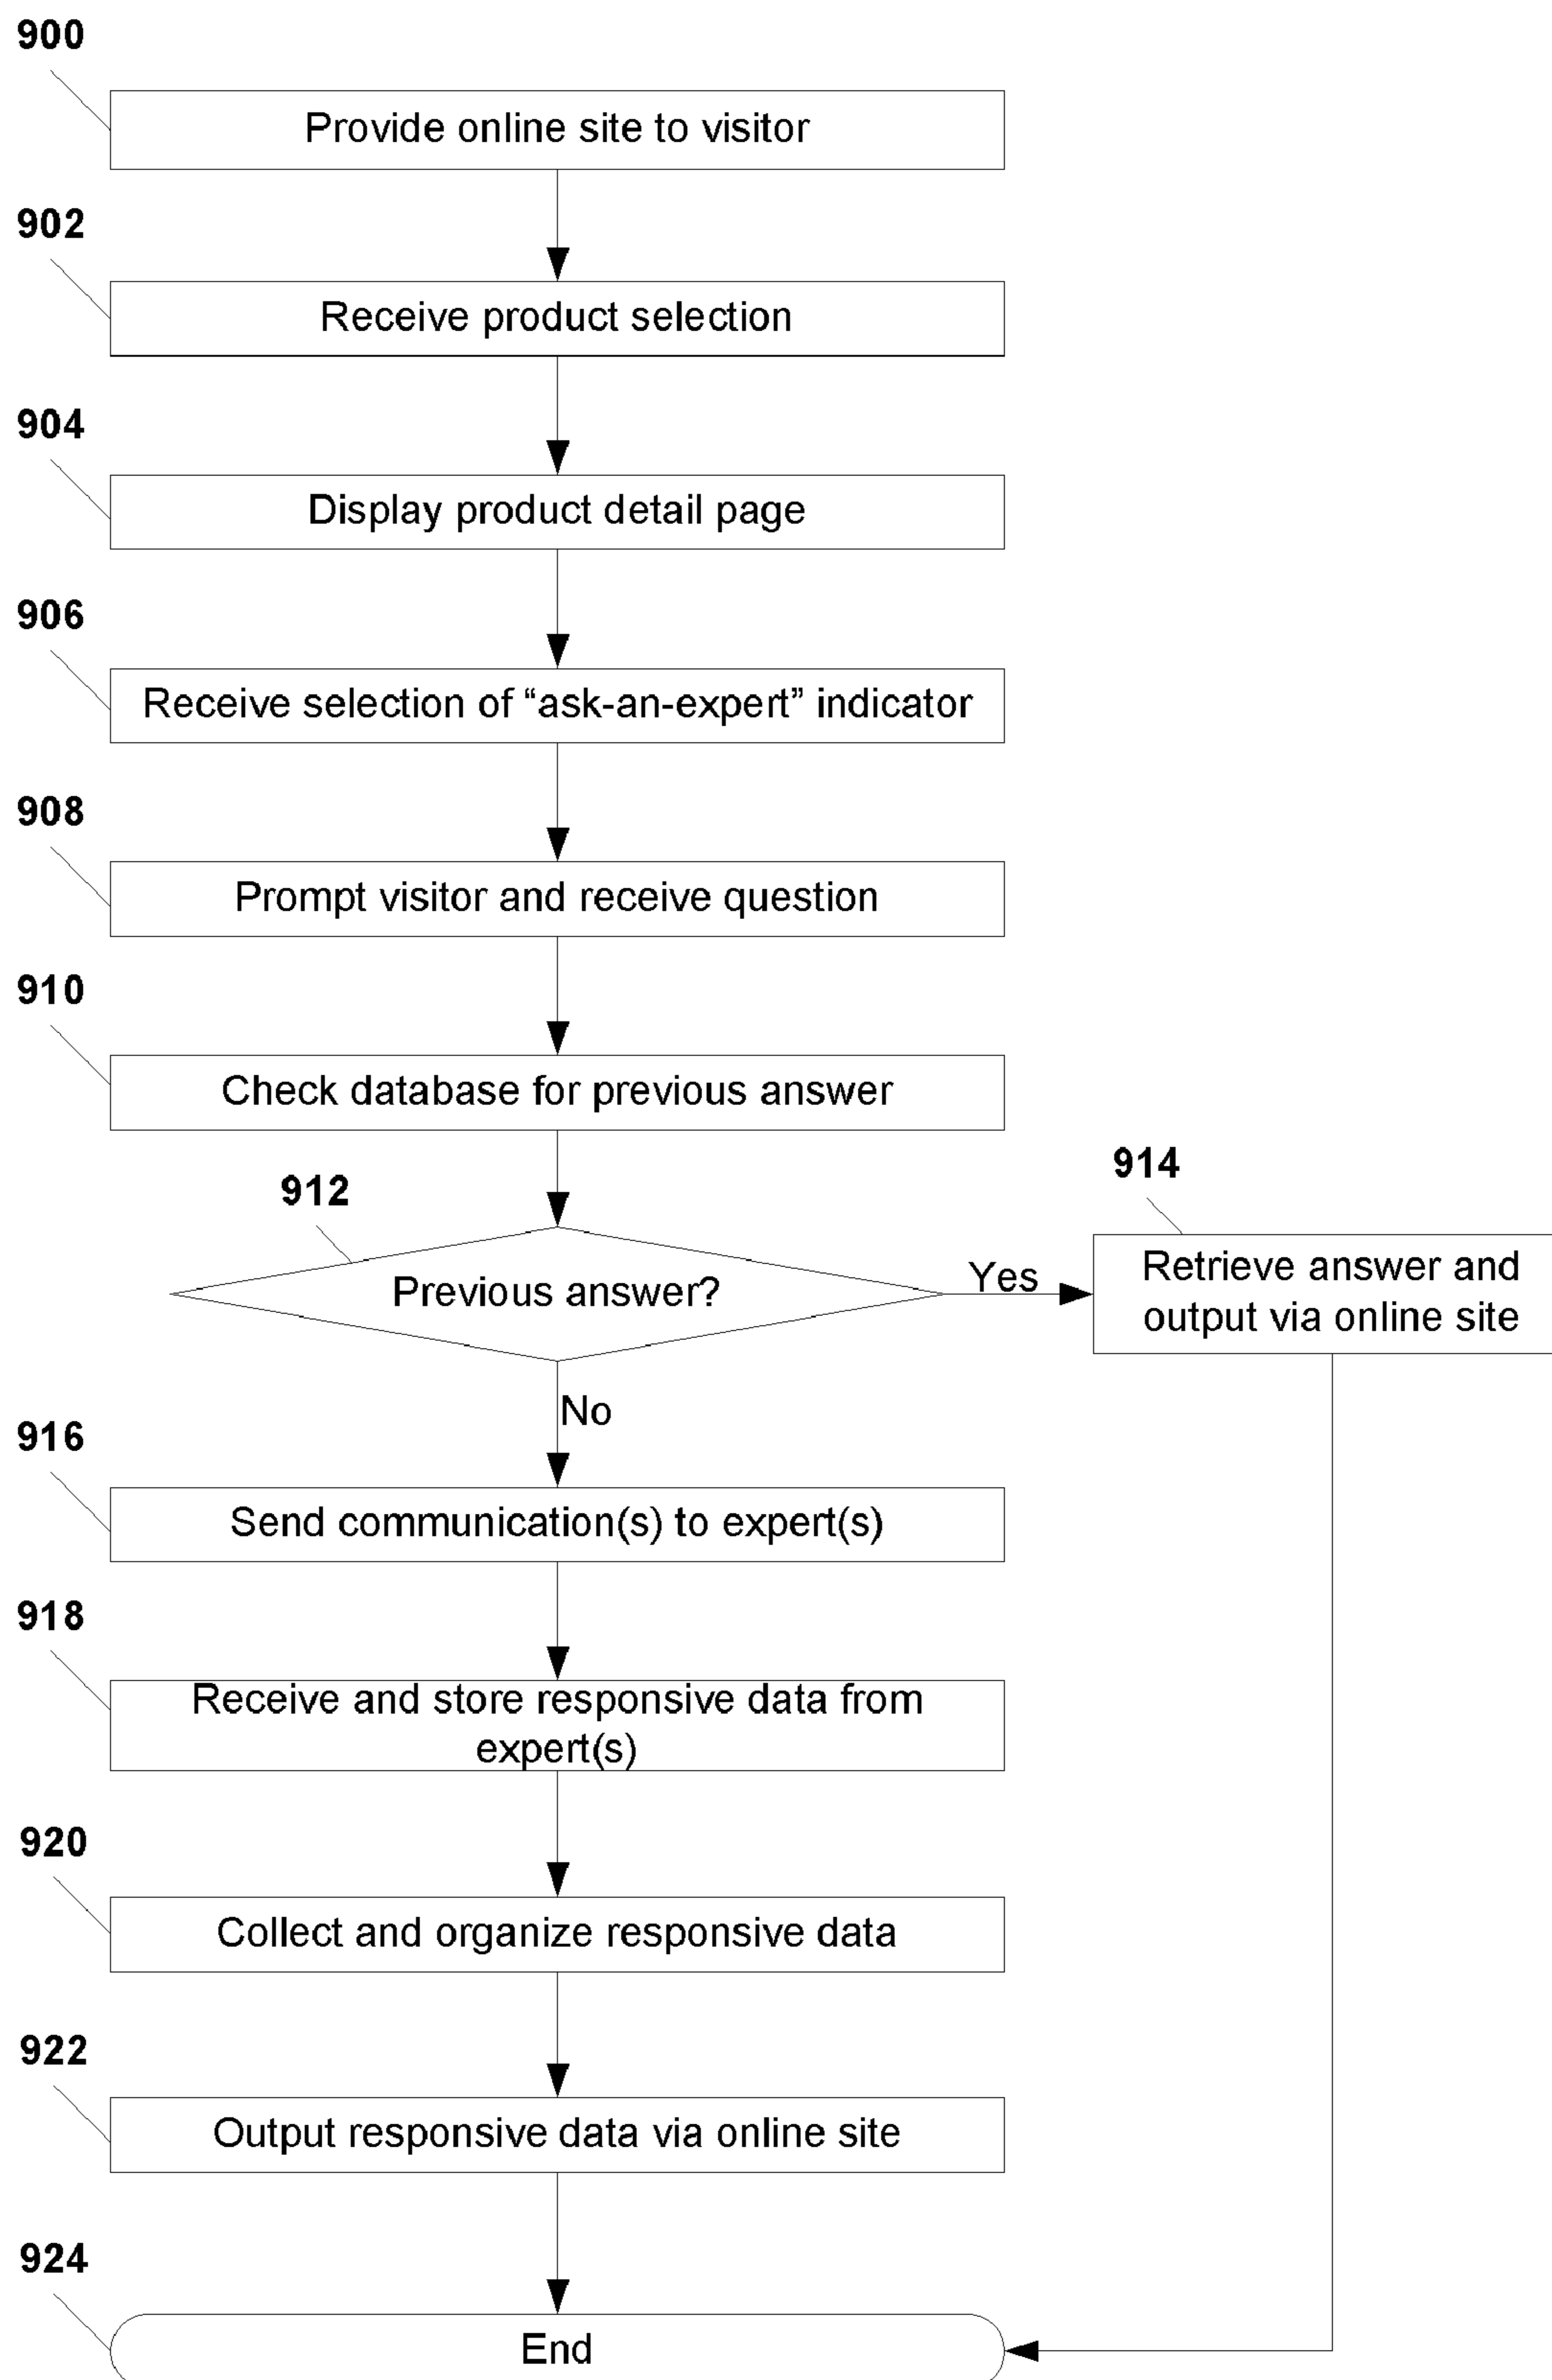 900
Provide online site to visitor
902
Receive product selection
904
Display product detail page
906
Receive selection of “ask-an-expert” indicator
908
Prompt visitor and receive question
910
Check database for previous answer
912
Previous answer?
Yes
914
Retrieve answer and
output via online site
No
916
Send communication(s) to expert(s)
918
Receive and store responsive data from
expert(s)
920
Collect and organize responsive data
922
Output responsive data via online site
924
End